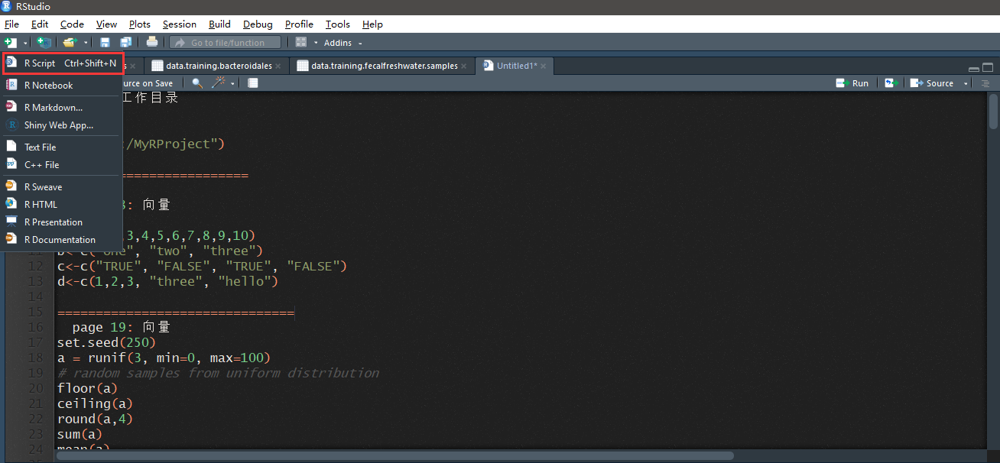 RStudio
File Edit Code View Plots Session Build Debug Profile Tools Help
Go to file/function Addins
R Script Ctrl+Shift+N
data.training.bacteroidales
data.training.fecalfreshwater.samples
Untitled1*
R Notebook
on Save
Run
Source
R Markdown...
工作目录
Shiny Web App...
Text File
/MyRProject")
C++ File
==================
R Sweave
R HTML
: 向量
R Presentation
R Documentation
3,4,5,6,7,8,9,10)
"two", "three")
12 c<-c("TRUE", "FALSE", "TRUE", "FALSE")
13 d<-c(1,2,3, "three", "hello")
14
15 ===============================
16 page 19: 向量
17 set.seed(250)
18 a = runif(3, min=0, max=100)
19 # random samples from uniform distribution
20 floor(a)
21 ceiling(a)
22 round(a,4)
23 sum(a)
24